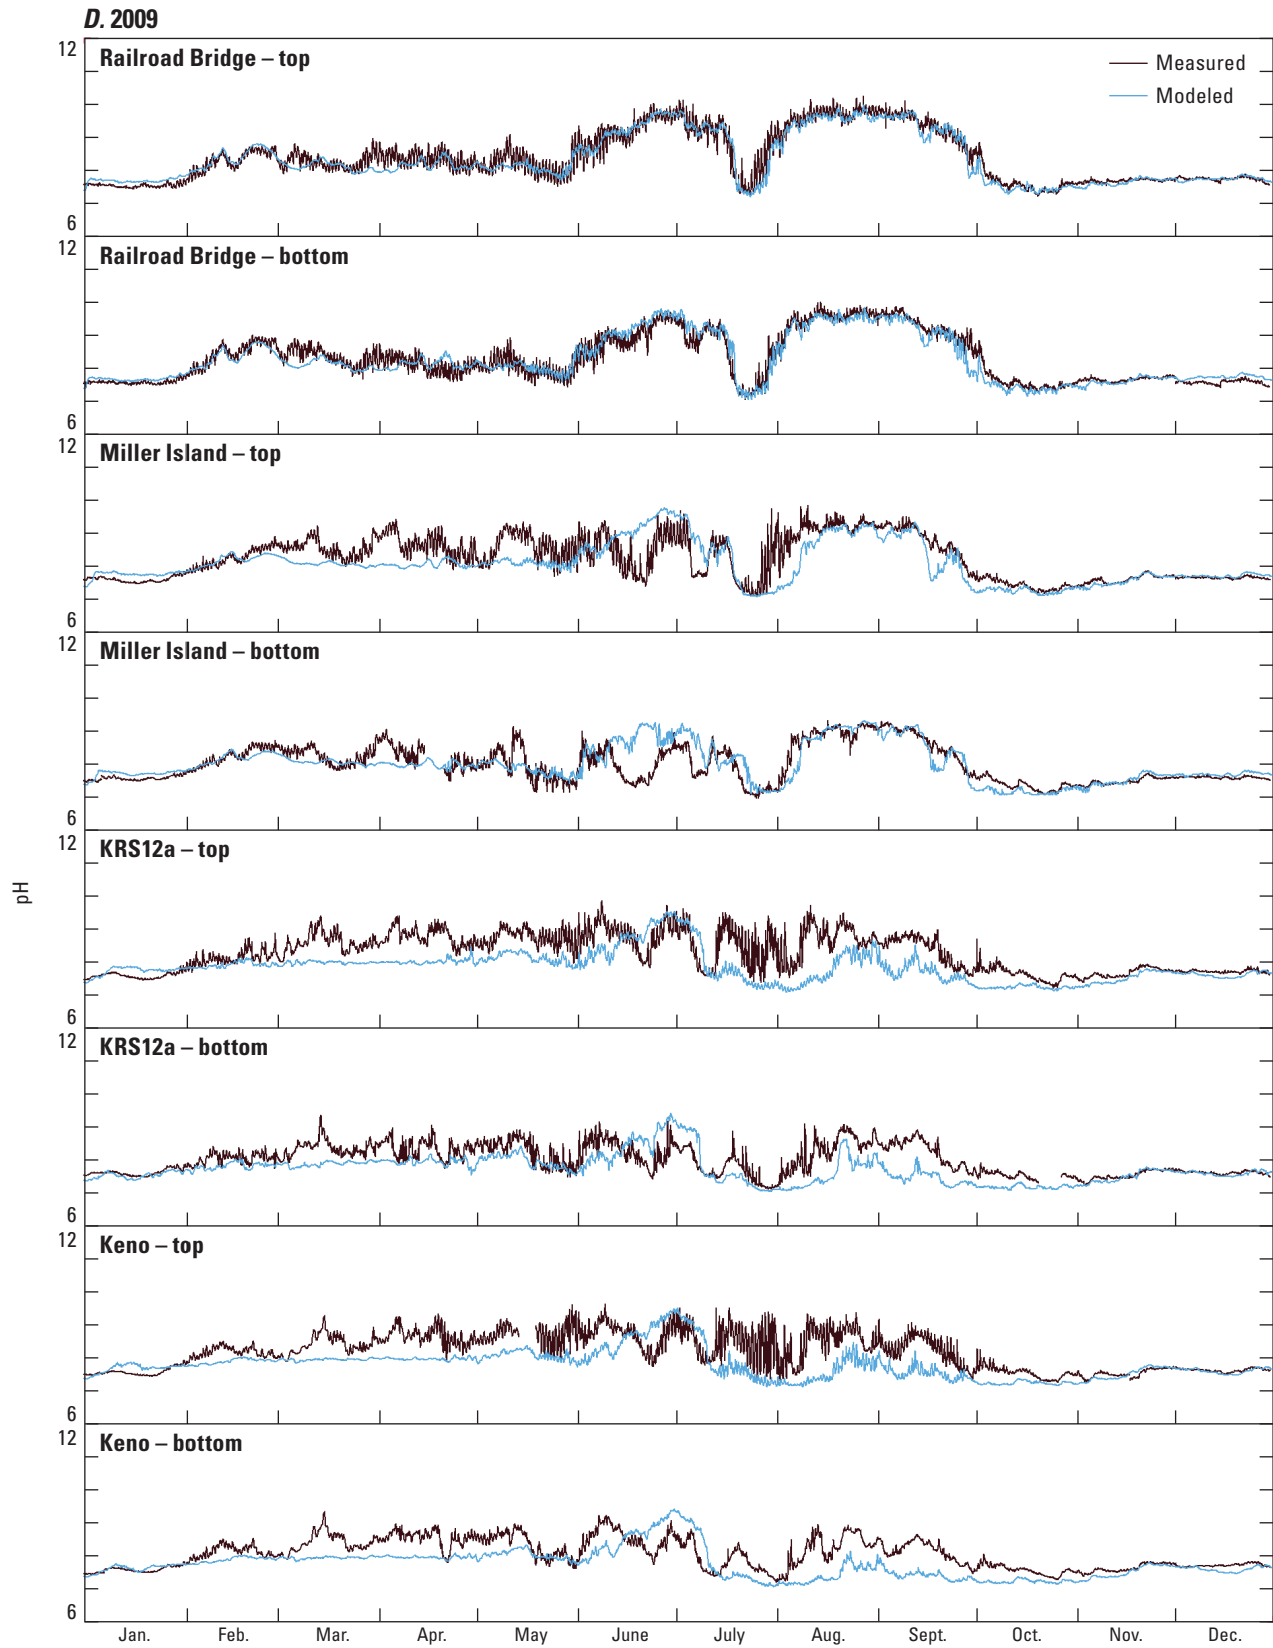 D. 2009
12
Railroad Bridge – top
Measured
Modeled
6
12
Railroad Bridge – bottom
6
12
Miller Island – top
6
12
Miller Island – bottom
6
12
KRS12a – top
pH
6
12
KRS12a – bottom
6
12
Keno – top
6
12
Keno – bottom
6
Jan. Feb. Mar. Apr. May June July Aug. Sept. Oct. Nov. Dec.